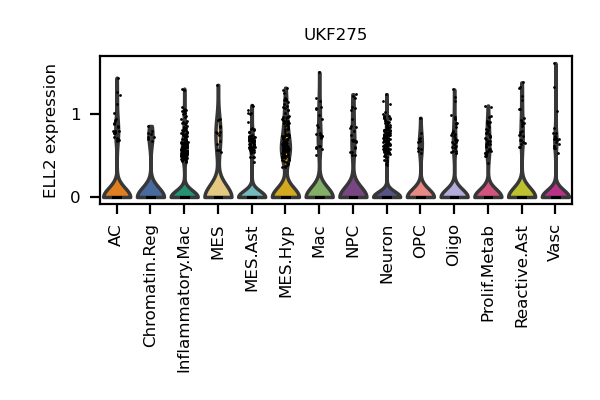 UKF275
ELL2 expression
1
0
AC
Chromatin.Reg
Inflammatory.Mac
MES
MES.Ast
MES.Hyp
Mac
NPC
Neuron
OPC
Oligo
Prolif.Metab
Reactive.Ast
Vasc